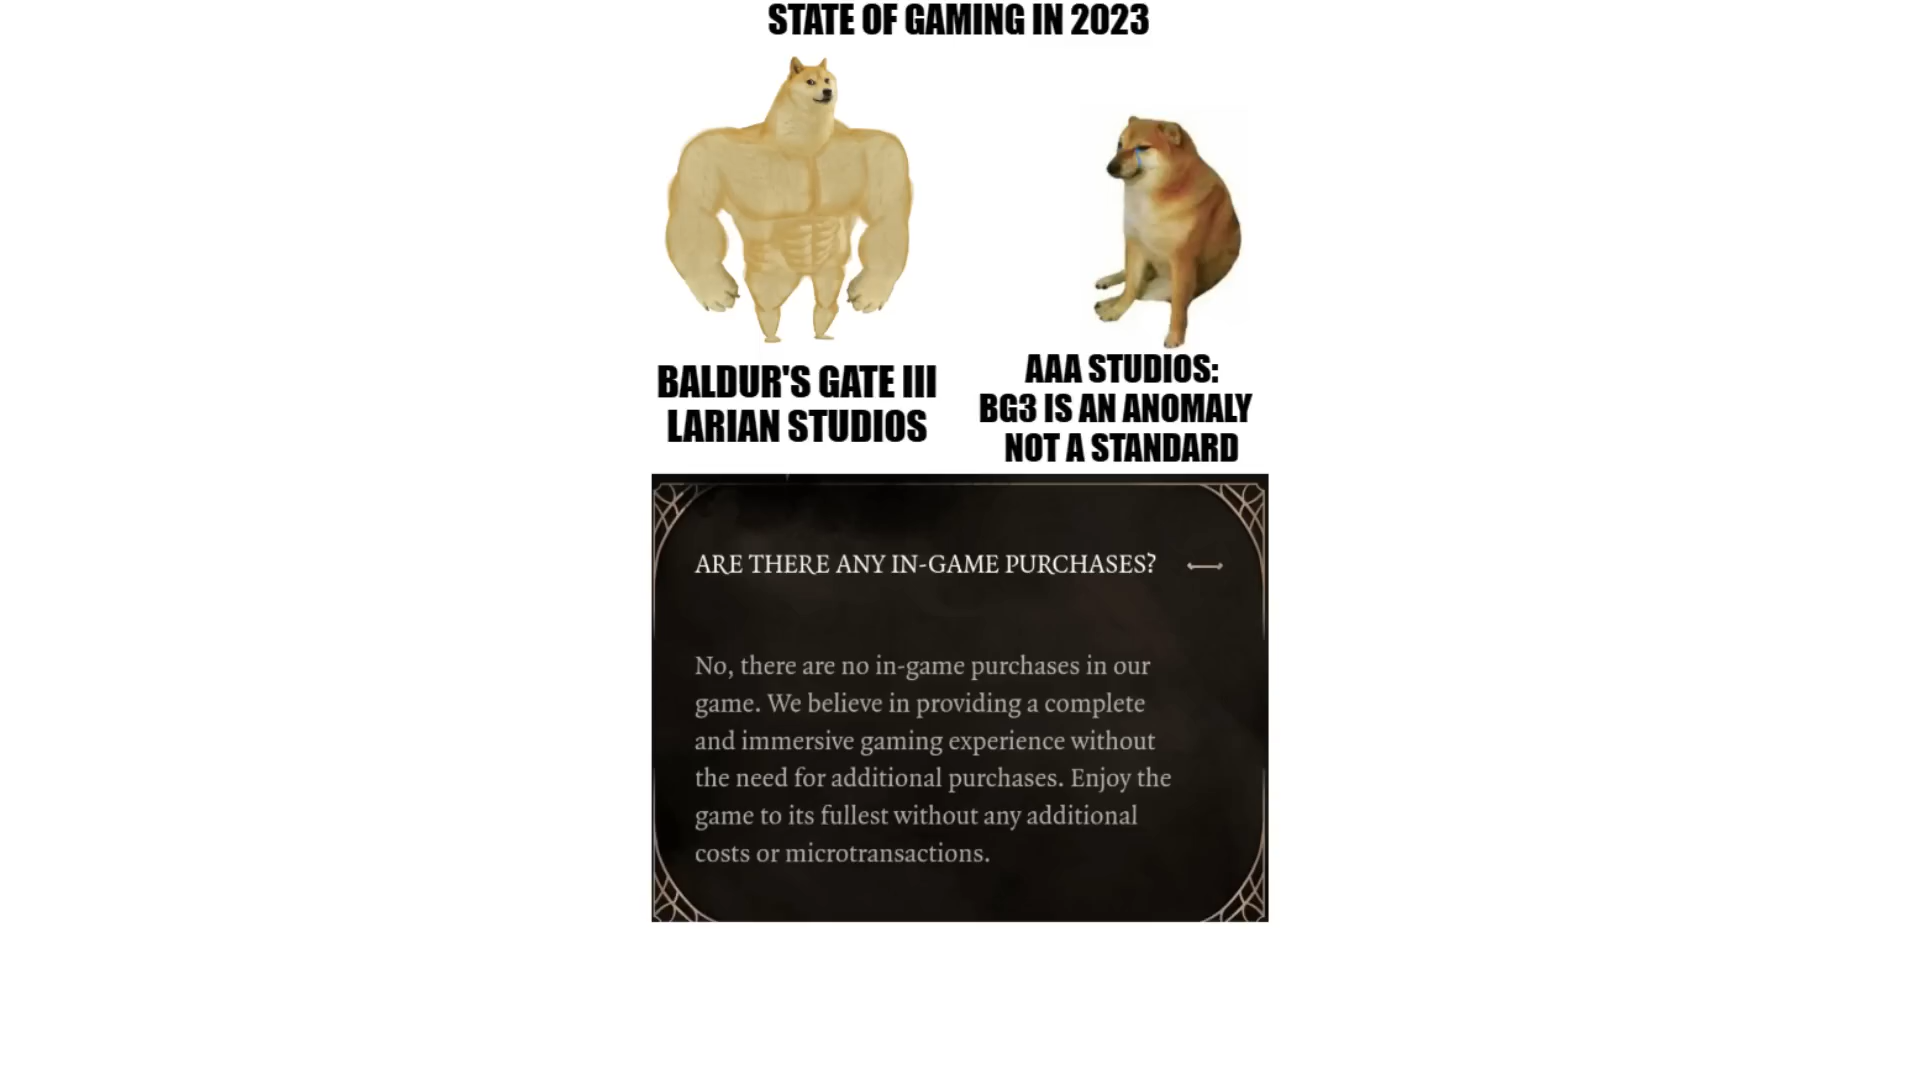 STATE OF GAMING IN 2023
BALDUR'S GATE III
LARIAN STUDIOS
AAA STUDIOS:
BG3 IS AN ANOMALY
NOT A STANDARD
ARE THERE ANY IN-GAME PURCHASES?
No, there are no in-game purchases in our
game. We believe in providing a complete
and immersive gaming experience without
the need for additional purchases. Enjoy the
game to its fullest without any additional
costs or microtransactions.